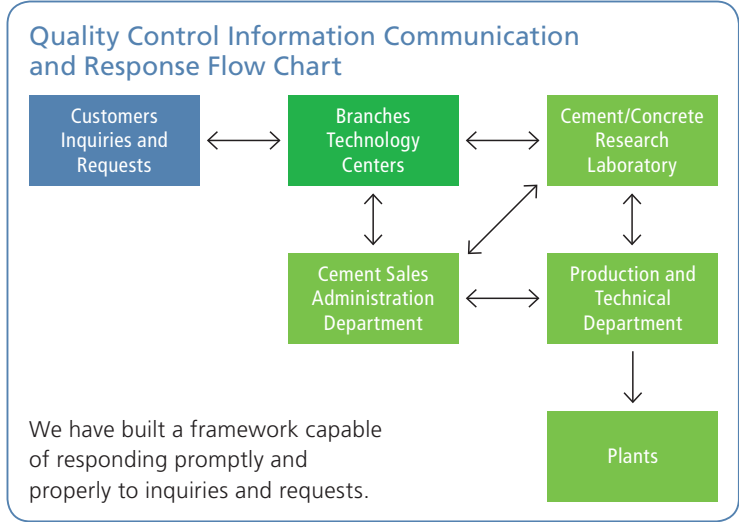 Quality Control Information Communication
and Response Flow Chart
Customers
Inquiries and
Requests
Branches
Technology
Centers
Cement/Concrete
Research
Laboratory
Cement Sales
Administration
Department
Production and
Technical
Department
We have built a framework capable
of responding promptly and
properly to inquiries and requests.
Plants